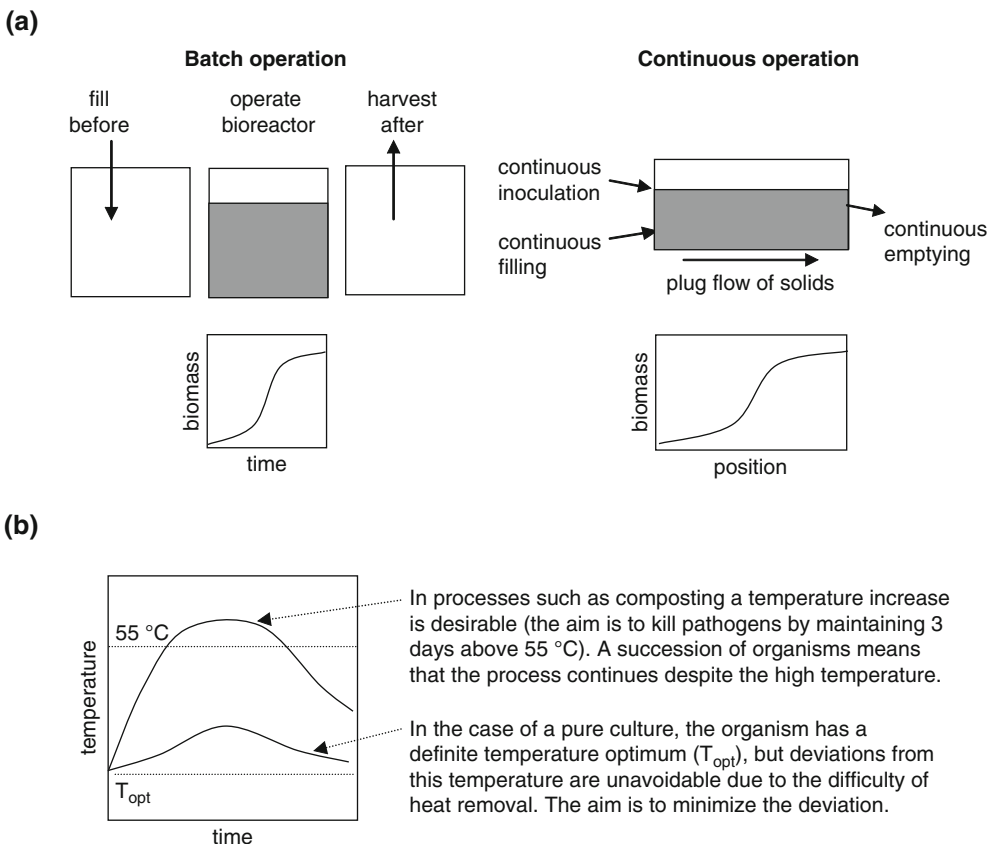 (a)
Batch operation
Continuous operation
fill
before
operate
bioreactor
harvest
after
continuous
inoculation
continuous
filling
continuous
emptying
plug flow of solids
biomass
time
biomass
position
(b)
55 °C
temperature
T_opt
time
In processes such as composting a temperature increase
is desirable (the aim is to kill pathogens by maintaining 3
days above 55 °C). A succession of organisms means
that the process continues despite the high temperature.
In the case of a pure culture, the organism has a
definite temperature optimum (T_opt), but deviations from
this temperature are unavoidable due to the difficulty of
heat removal. The aim is to minimize the deviation.